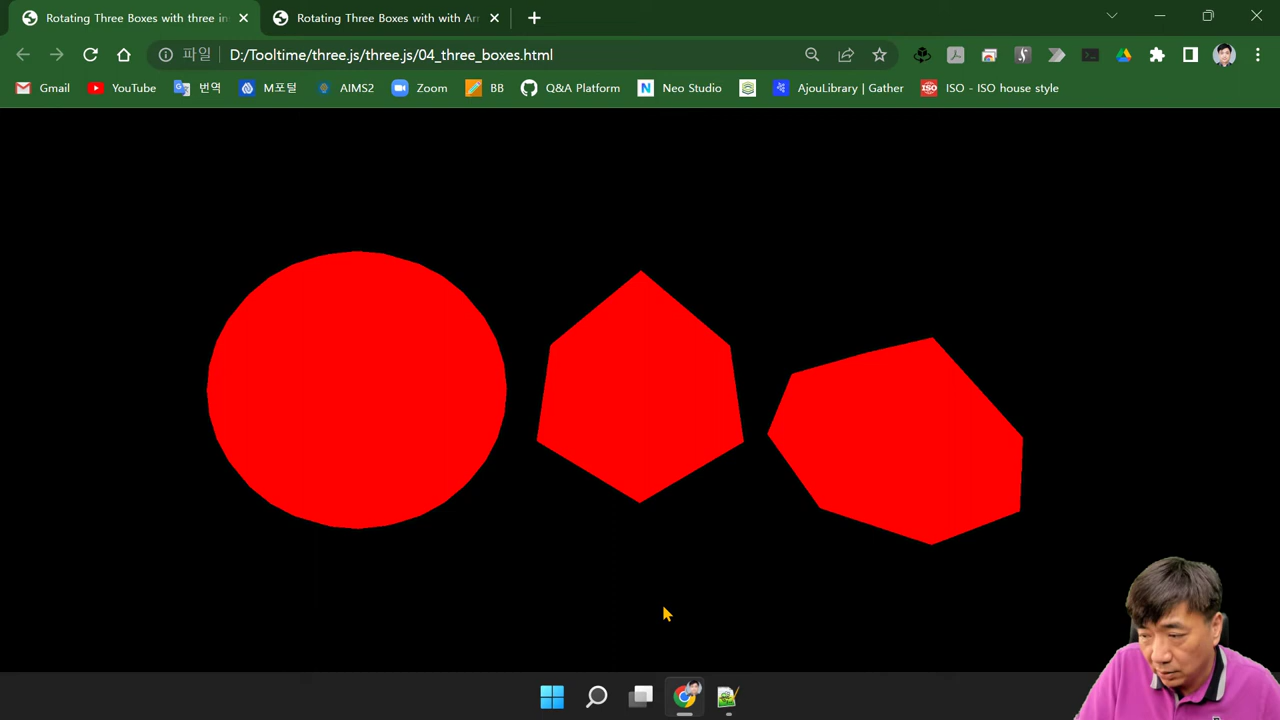 Rotating Three Boxes with three in
Rotating Three Boxes with with Arr
파일
D:/Tooltime/three.js/three.js/04_three_boxes.html
Gmail
YouTube
번역
M포털
AIMS2
Zoom
BB
Q&A Platform
Neo Studio
AjouLibrary | Gather
ISO - ISO house style